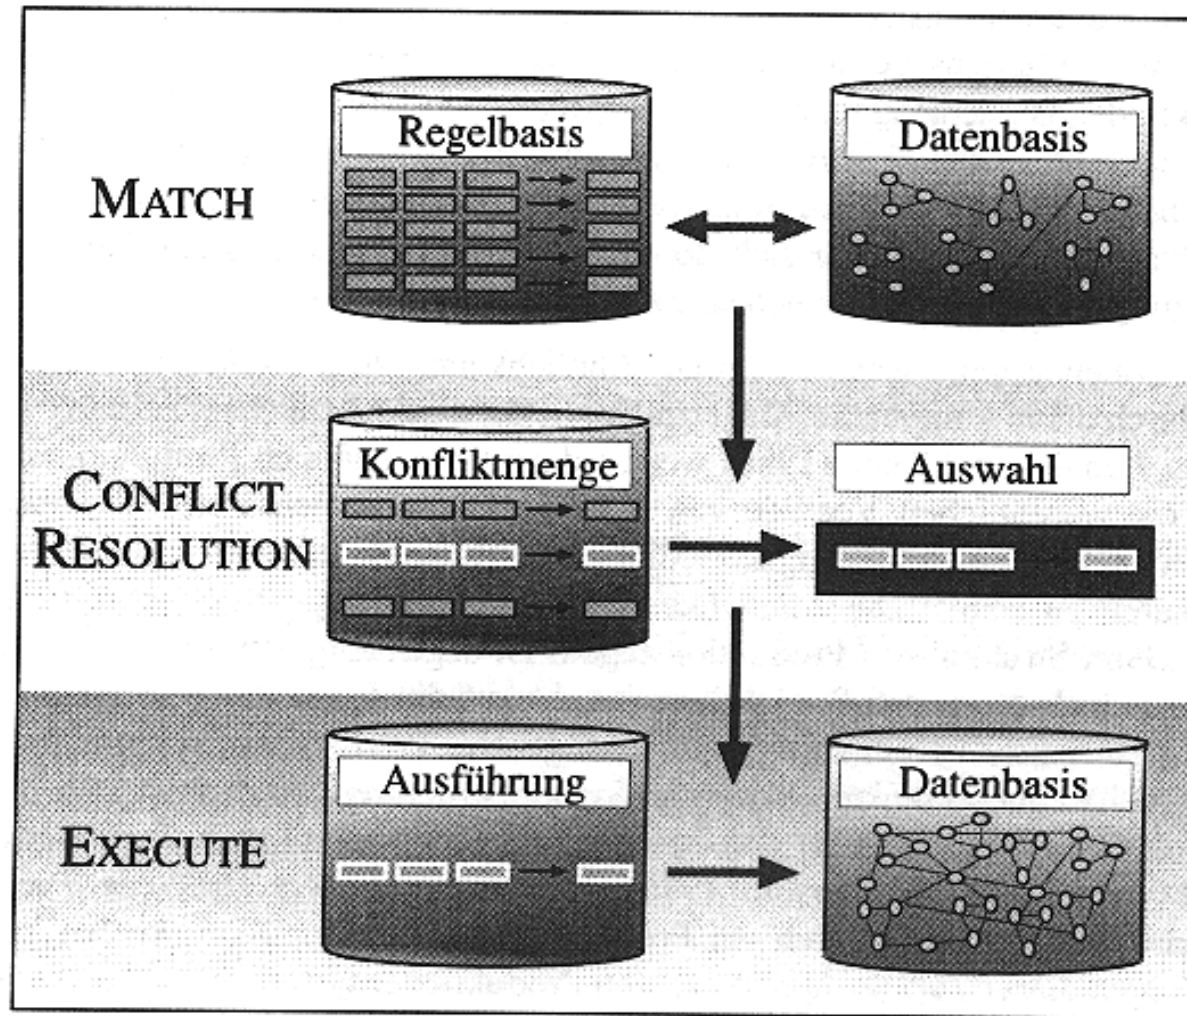 Regelbasis
Datenbasis
MATCH
Konfliktmenge
Auswahl
CONFLICT
RESOLUTION
Ausführung
Datenbasis
EXECUTE